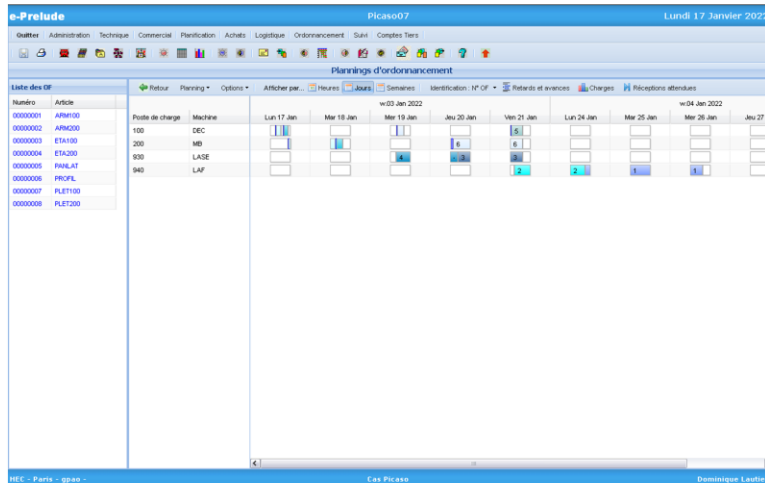 e-Prelude Picaso07 Lundi 17 Janvier 2022
Quitter Administration Technique Commercial Planification Achats Logistique Ordonnancement Suivi Comptes Tiers
Plannings d'ordonnancement
Liste des OF
Retour Planning Options Afficher par... Heures Jours Semaines Identification : N° OF Retards et avances Charges Réceptions attendues
Numéro Article
w:03 Jan 2022 w:04 Jan 2022
Poste de charge Machine Lun 17 Jan Mar 18 Jan Mer 19 Jan Jeu 20 Jan Ven 21 Jan Lun 24 Jan Mar 25 Jan Mer 26 Jan Jeu 27
00000001 ARM100
00000002 ARM200
00000003 ETA100
00000004 ETA200
00000005 PANLAT
00000006 PROFIL
00000007 PLET100
00000008 PLET200
100 DEC 5
200 MB 6 6
930 LASE 4 3 3
940 LAF 2 2 1 1
HEC - Paris - gpao - Cas Picaso Dominique Lautie